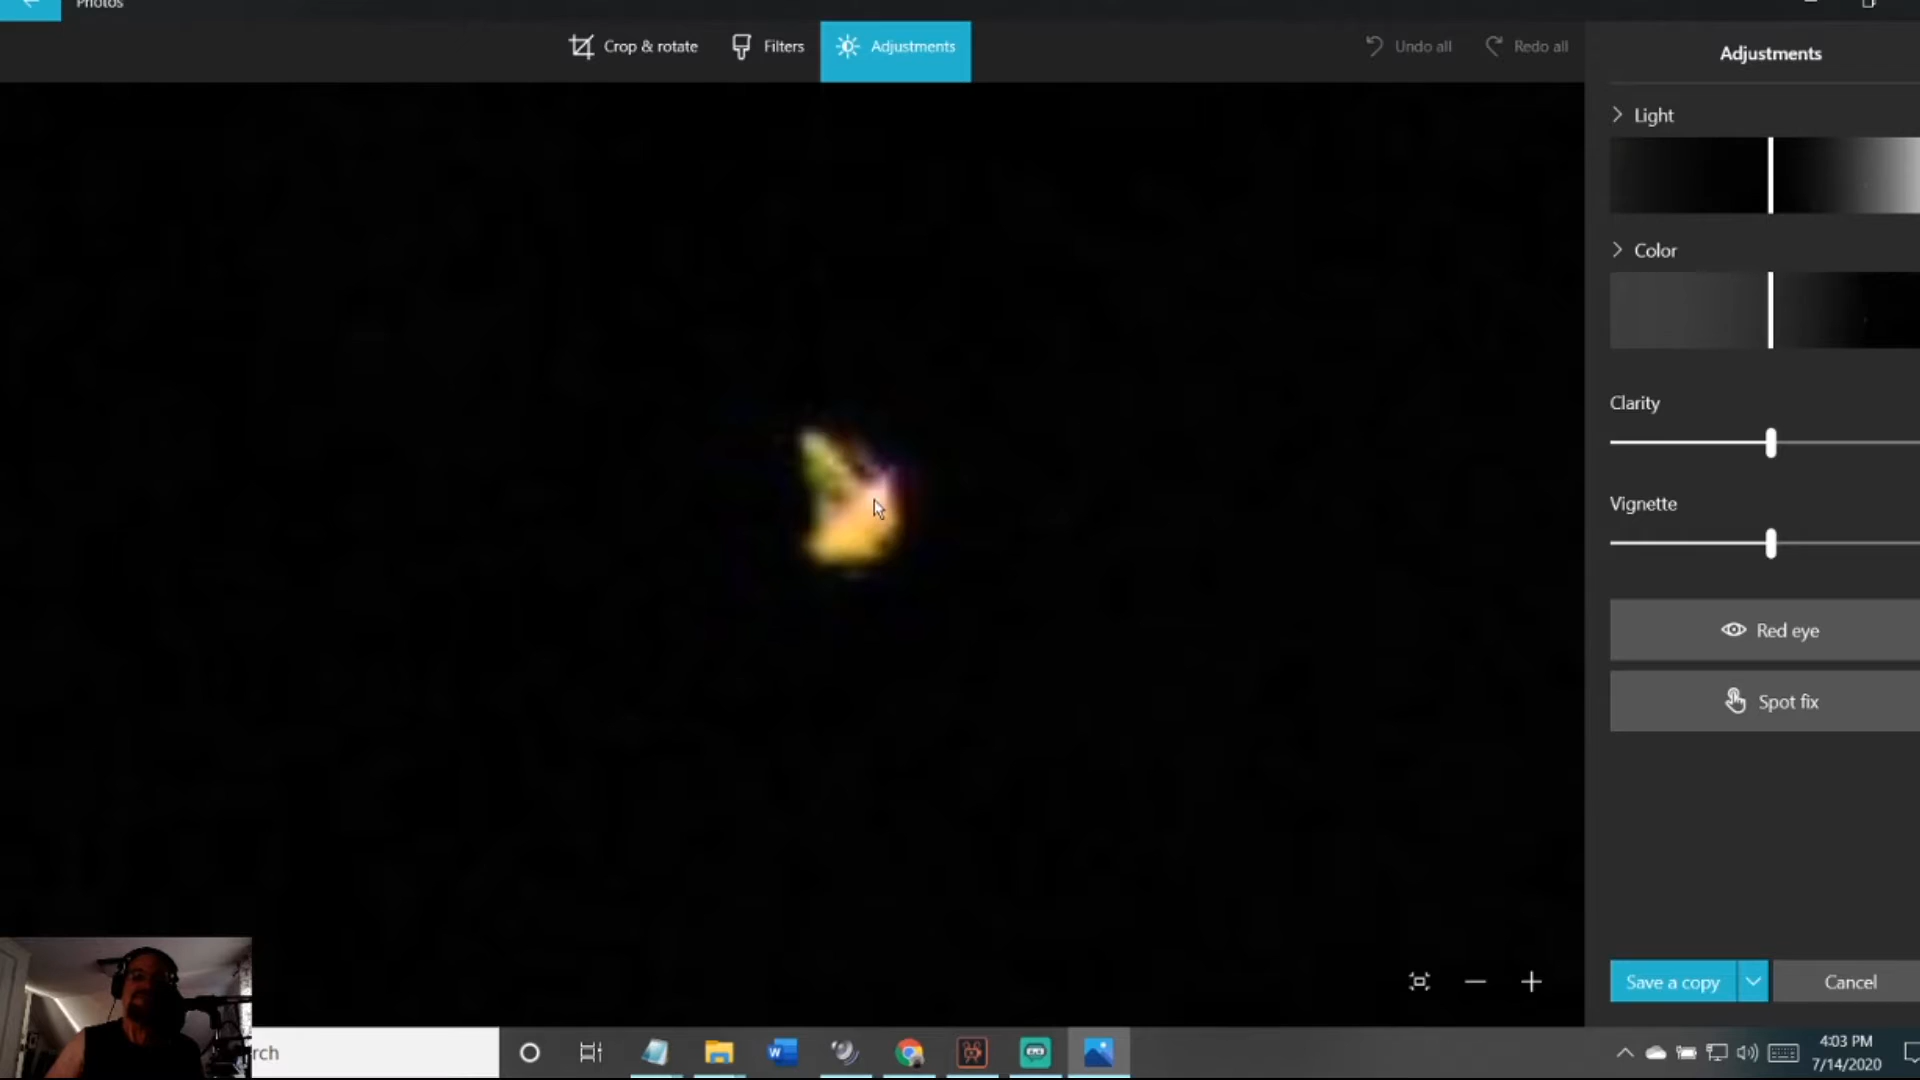 Photos
Crop & rotate
Filters
Adjustments
Undo all
Redo all
Adjustments
Light
Color
Clarity
Vignette
Red eye
Spot fix
Save a copy
Cancel
rch
4:03 PM
7/14/2020